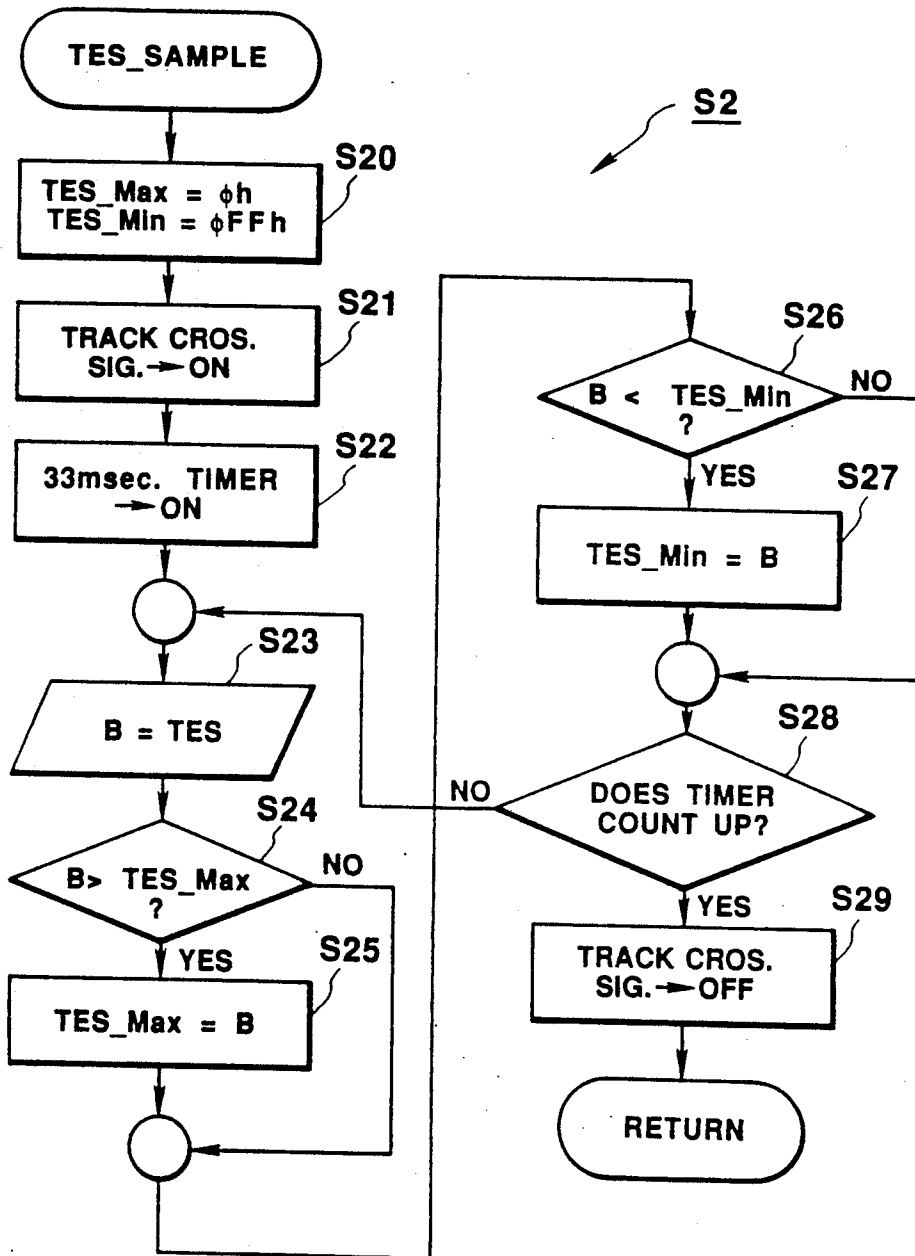 TES_SAMPLE
S2
S20
TES_Max = φh
TES_Min = φFFh
S21
TRACK CROS.
SIG.→ON
S22
33msec. TIMER
→ON
S23
B = TES
S24
B> TES_Max
?
NO
YES
S25
TES_Max = B
S26
B < TES_Min
?
NO
YES
S27
TES_Min = B
S28
DOES TIMER
COUNT UP?
NO
YES
S29
TRACK CROS.
SIG.→OFF
RETURN